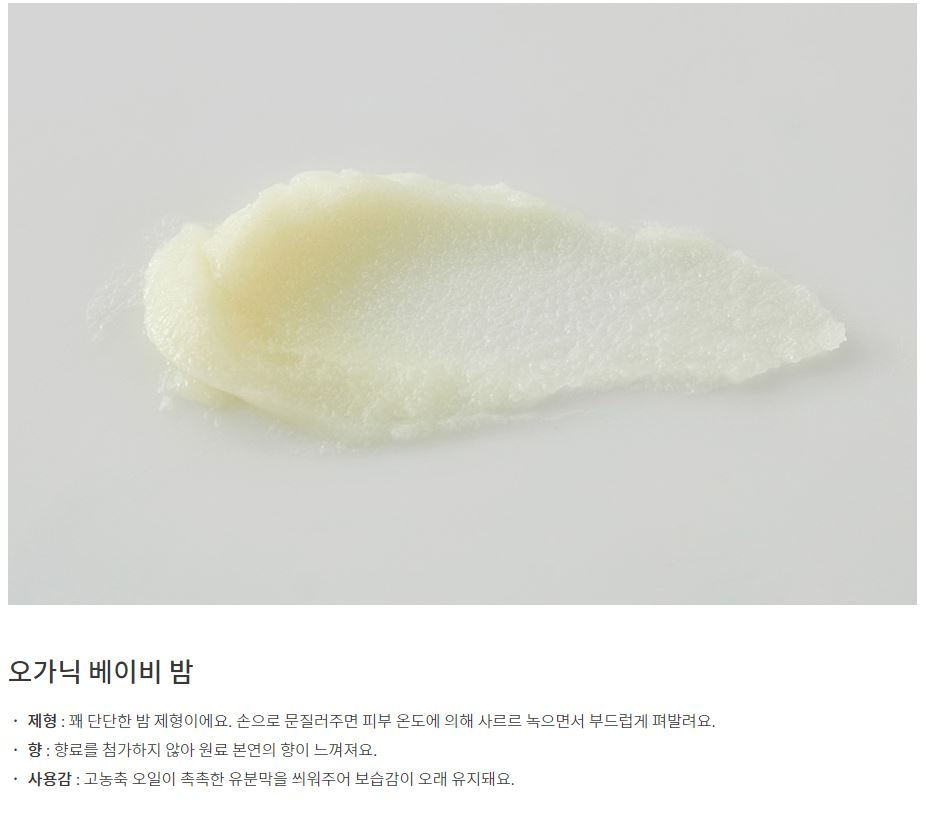 오가닉 베이비 밤
· 제형 : 꽤 단단한 밤 제형이에요. 손으로 문질러주면 피부 온도에 의해 사르르 녹으면서 부드럽게 펴발려요.
· 향 : 향료를 첨가하지 않아 원료 본연의 향이 느껴져요.
· 사용감 : 고농축 오일이 촉촉한 유분막을 씌워주어 보습감이 오래 유지돼요.